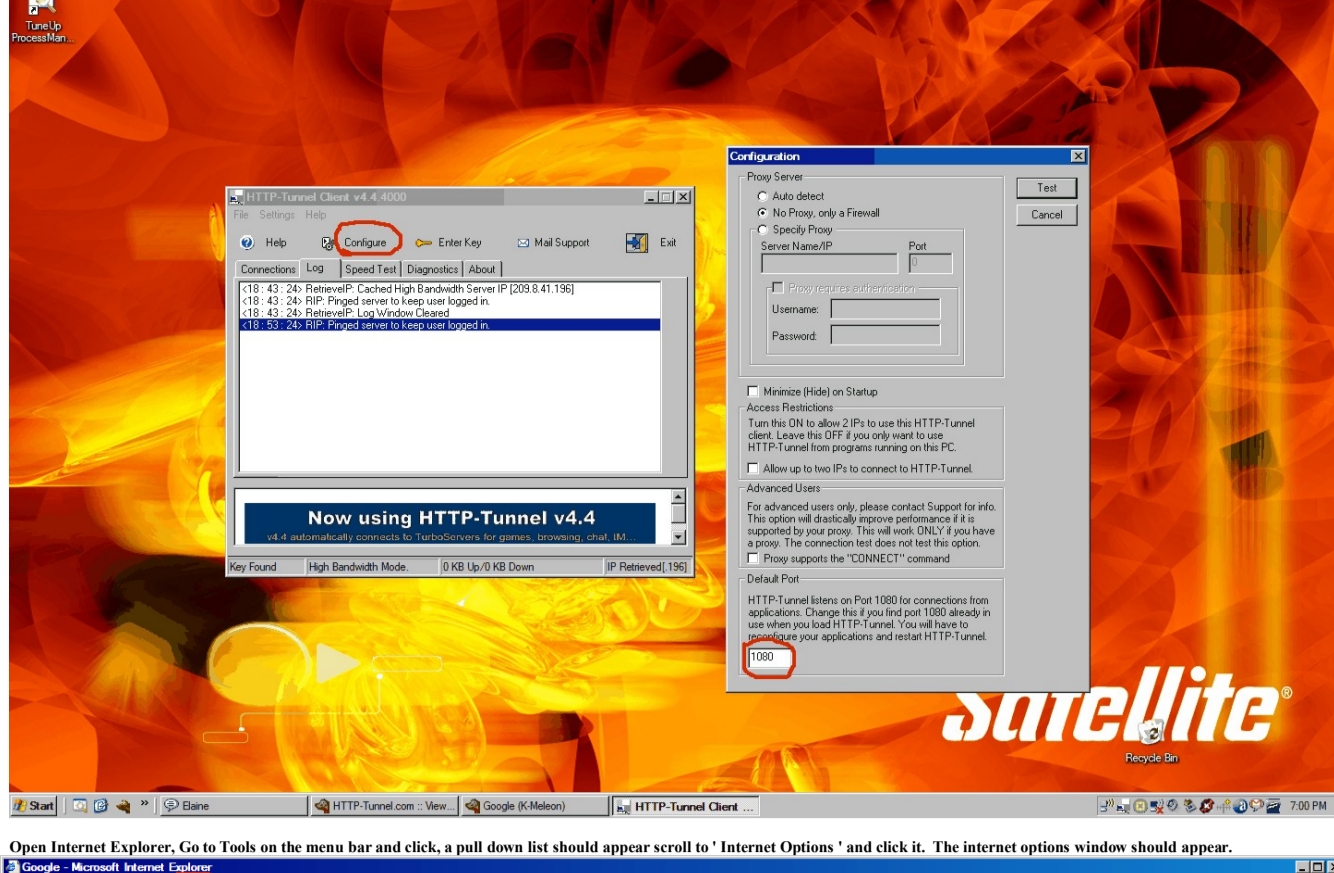 TuneUp
ProcessMan...
HTTP-Tunnel Client v4.4.4000
File Settings Help
Help Configure Enter Key Mail Support Exit
Connections Log Speed Test Diagnostics About
<18 : 43 : 24> RetrieveIP: Cached High Bandwidth Server IP [209.8.41.196]
<18 : 43 : 24> RIP: Pinged server to keep user logged in.
<18 : 43 : 24> RetrieveIP: Log Window Cleared
<18 : 53 : 24> RIP: Pinged server to keep user logged in.
Now using HTTP-Tunnel v4.4
v4.4 automatically connects to TurboServers for games, browsing, chat, IM...
Key Found High Bandwidth Mode. 0 KB Up/0 KB Down IP Retrieved[.196]
Configuration
Proxy Server
Auto detect
No Proxy, only a Firewall
Specify Proxy
Server Name/IP Port
0
Proxy requires authentication
Username:
Password:
Test
Cancel
Minimize (Hide) on Startup
Access Restrictions
Turn this ON to allow 2 IPs to use this HTTP-Tunnel
client. Leave this OFF if you only want to use
HTTP-Tunnel from programs running on this PC.
Allow up to two IPs to connect to HTTP-Tunnel.
Advanced Users
For advanced users only, please contact Support for info.
This option will drastically improve performance if it is
supported by your proxy. This will work ONLY if you have
a proxy. The connection test does not test this option.
Proxy supports the "CONNECT" command
Default Port
HTTP-Tunnel listens on Port 1080 for connections from
applications. Change this if you find port 1080 already in
use when you load HTTP-Tunnel. You will have to
reconfigure your applications and restart HTTP-Tunnel.
1080
Satellite®
Recycle Bin
Start » Elaine HTTP-Tunnel.com :: View... Google (K-Meleon) HTTP-Tunnel Client ... 7:00 PM
Open Internet Explorer, Go to Tools on the menu bar and click, a pull down list should appear scroll to ' Internet Options ' and click it. The internet options window should appear.
Google - Microsoft Internet Explorer